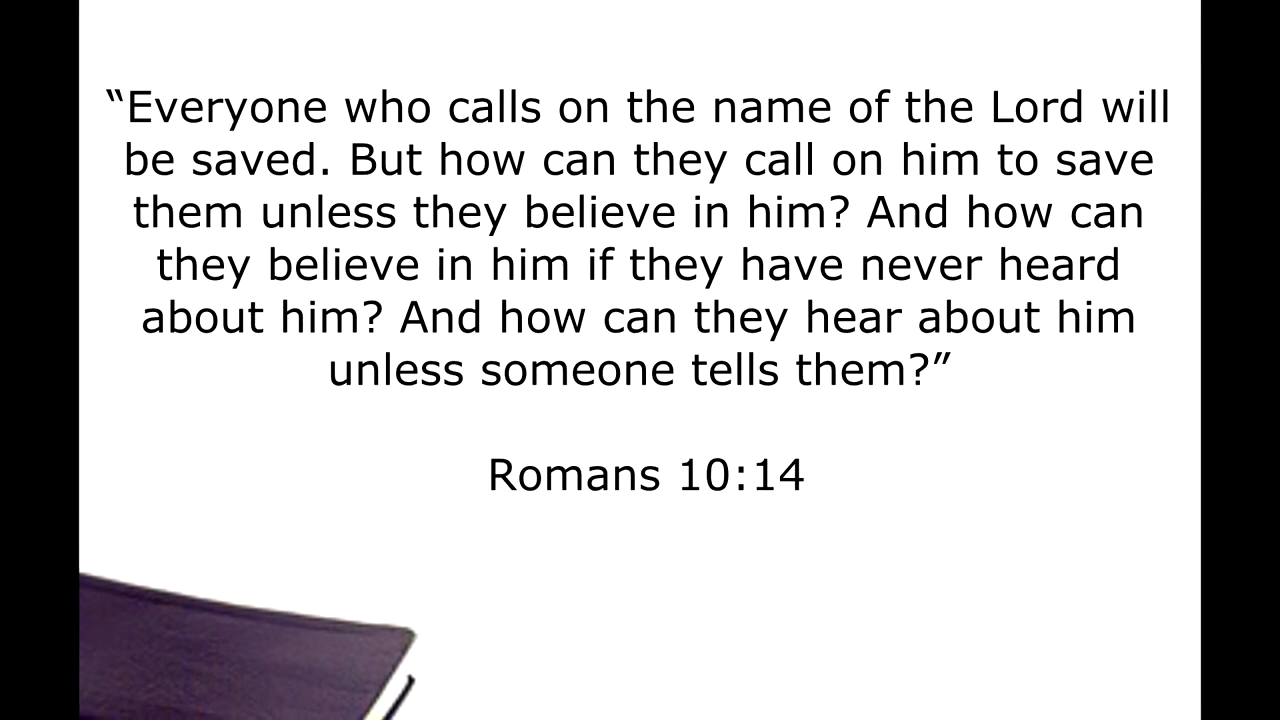 “Everyone who calls on the name of the Lord will
be saved. But how can they call on him to save
them unless they believe in him? And how can
they believe in him if they have never heard
about him? And how can they hear about him
unless someone tells them?”
Romans 10:14